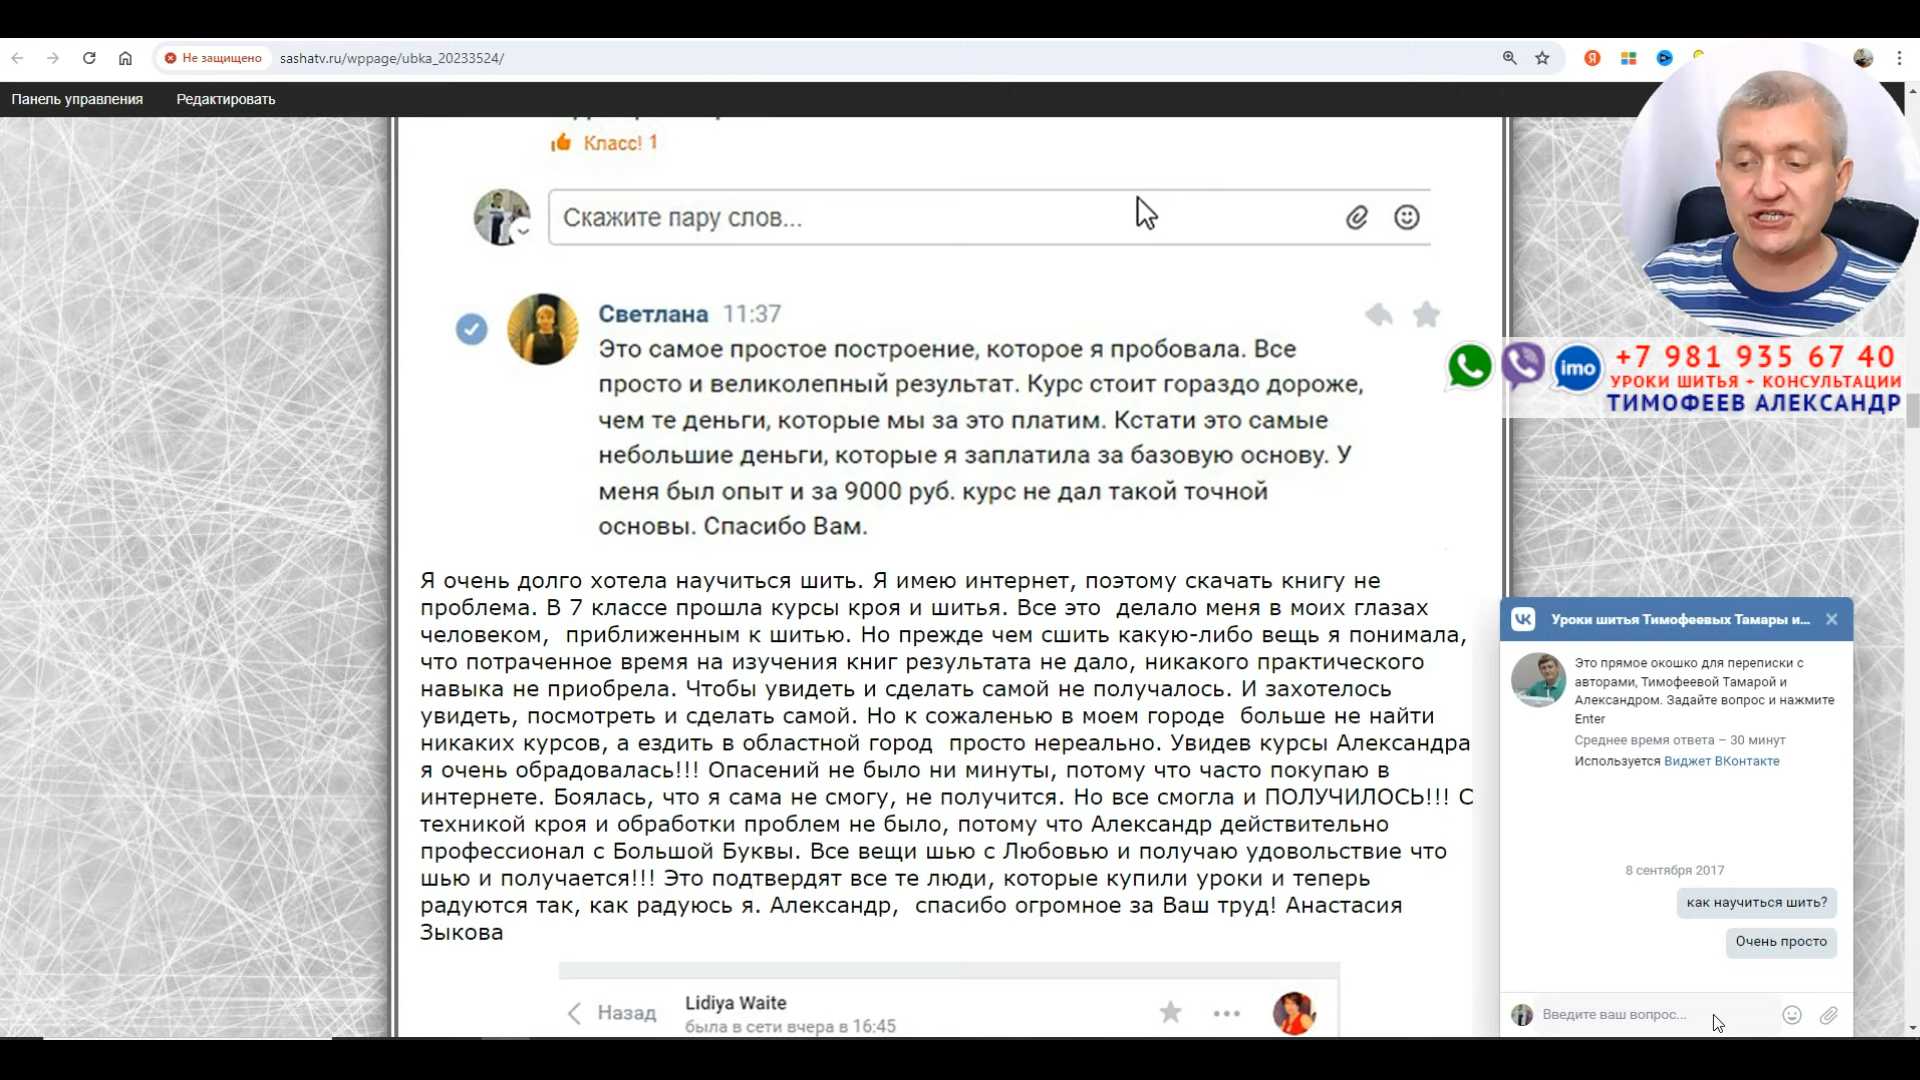 Не защищено
sashatv.ru/wppage/ubka_20233524/
Панель управления
Редактировать
Класс! 1
Скажите пару слов...
Светлана 11:37
Это самое простое построение, которое я пробовала. Все
просто и великолепный результат. Курс стоит гораздо дороже,
чем те деньги, которые мы за это платим. Кстати это самые
небольшие деньги, которые я заплатила за базовую основу. У
меня был опыт и за 9000 руб. курс не дал такой точной
основы. Спасибо Вам.
+7 981 935 67 40
УРОКИ ШИТЬЯ - КОНСУЛЬТАЦИИ
ТИМОФЕЕВ АЛЕКСАНДР
imo
Я очень долго хотела научиться шить. Я имею интернет, поэтому скачать книгу не
проблема. В 7 классе прошла курсы кроя и шитья. Все это делало меня в моих глазах
человеком, приближенным к шитью. Но прежде чем сшить какую-либо вещь я понимала,
что потраченное время на изучения книг результата не дало, никакого практического
навыка не приобрела. Чтобы увидеть и сделать самой не получалось. И захотелось
увидеть, посмотреть и сделать самой. Но к сожаленью в моем городе больше не найти
никаких курсов, а ездить в областной город просто нереально. Увидев курсы Александра
я очень обрадовалась!!! Опасений не было ни минуты, потому что часто покупаю в
интернете. Боялась, что я сама не смогу, не получится. Но все смогла и ПОЛУЧИЛОСЬ!!! С
техникой кроя и обработки проблем не было, потому что Александр действительно
профессионал с Большой Буквы. Все вещи шью с Любовью и получаю удовольствие что
шью и получается!!! Это подтвердят все те люди, которые купили уроки и теперь
радуются так, как радуюсь я. Александр, спасибо огромное за Ваш труд! Анастасия
Зыкова
Назад
Lidiya Waite
была в сети вчера в 16:45
Уроки шитья Тимофеевых Тамары и...
Это прямое окошко для переписки с
авторами, Тимофеевой Тамарой и
Александром. Задайте вопрос и нажмите
Enter
Среднее время ответа – 30 минут
Используется Виджет ВКонтакте
8 сентября 2017
как научиться шить?
Очень просто
Введите ваш вопрос...